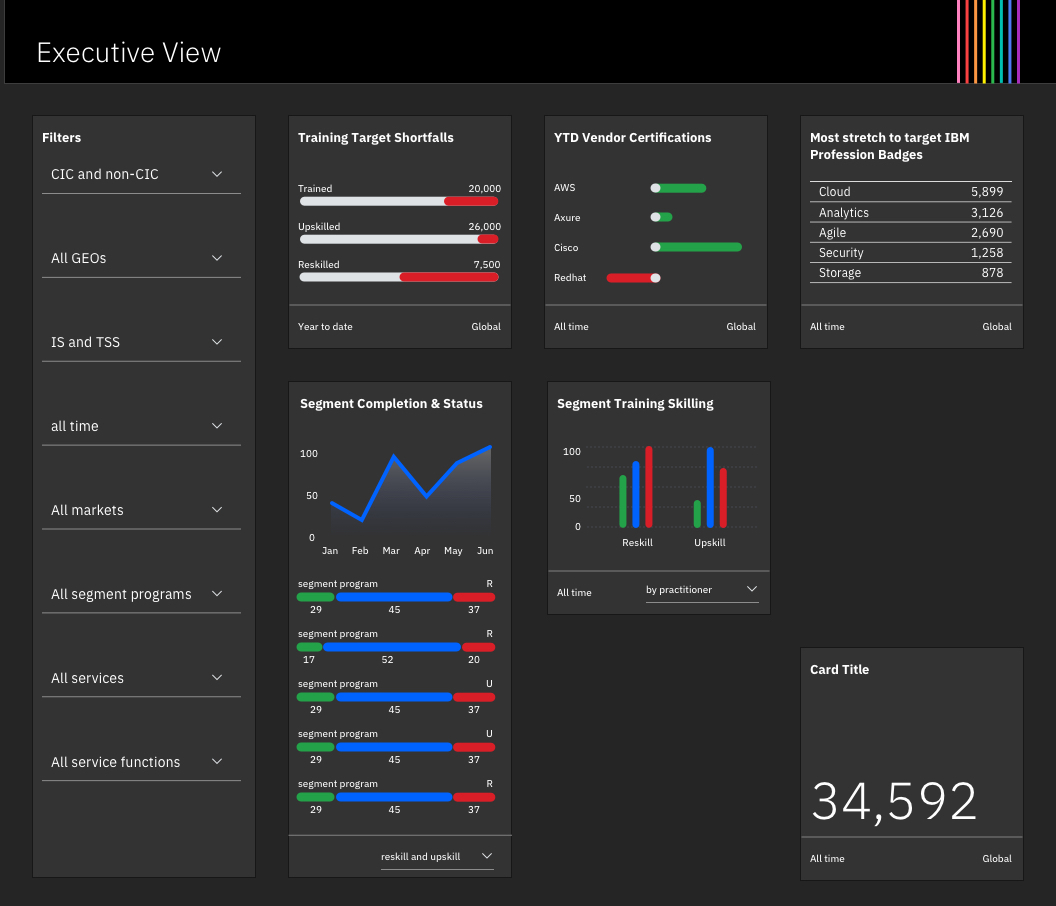 Executive View
Filters
CIC and non-CIC
All GEOs
IS and TSS
all time
All markets
All segment programs
All services
All service functions
Training Target Shortfalls
Trained 20,000
Upskilled 26,000
Reskilled 7,500
Year to date Global
YTD Vendor Certifications
AWS
Axure
Cisco
Redhat
All time Global
Most stretch to target IBM
Profession Badges
Cloud 5,899
Analytics 3,126
Agile 2,690
Security 1,258
Storage 878
All time Global
Segment Completion & Status
100
50
0
Jan Feb Mar Apr May Jun
segment program R
29 45 37
segment program R
17 52 20
segment program U
29 45 37
segment program U
29 45 37
segment program R
29 45 37
reskill and upskill
Segment Training Skilling
100
50
0
Reskill Upskill
All time by practitioner
Card Title
34,592
All time Global